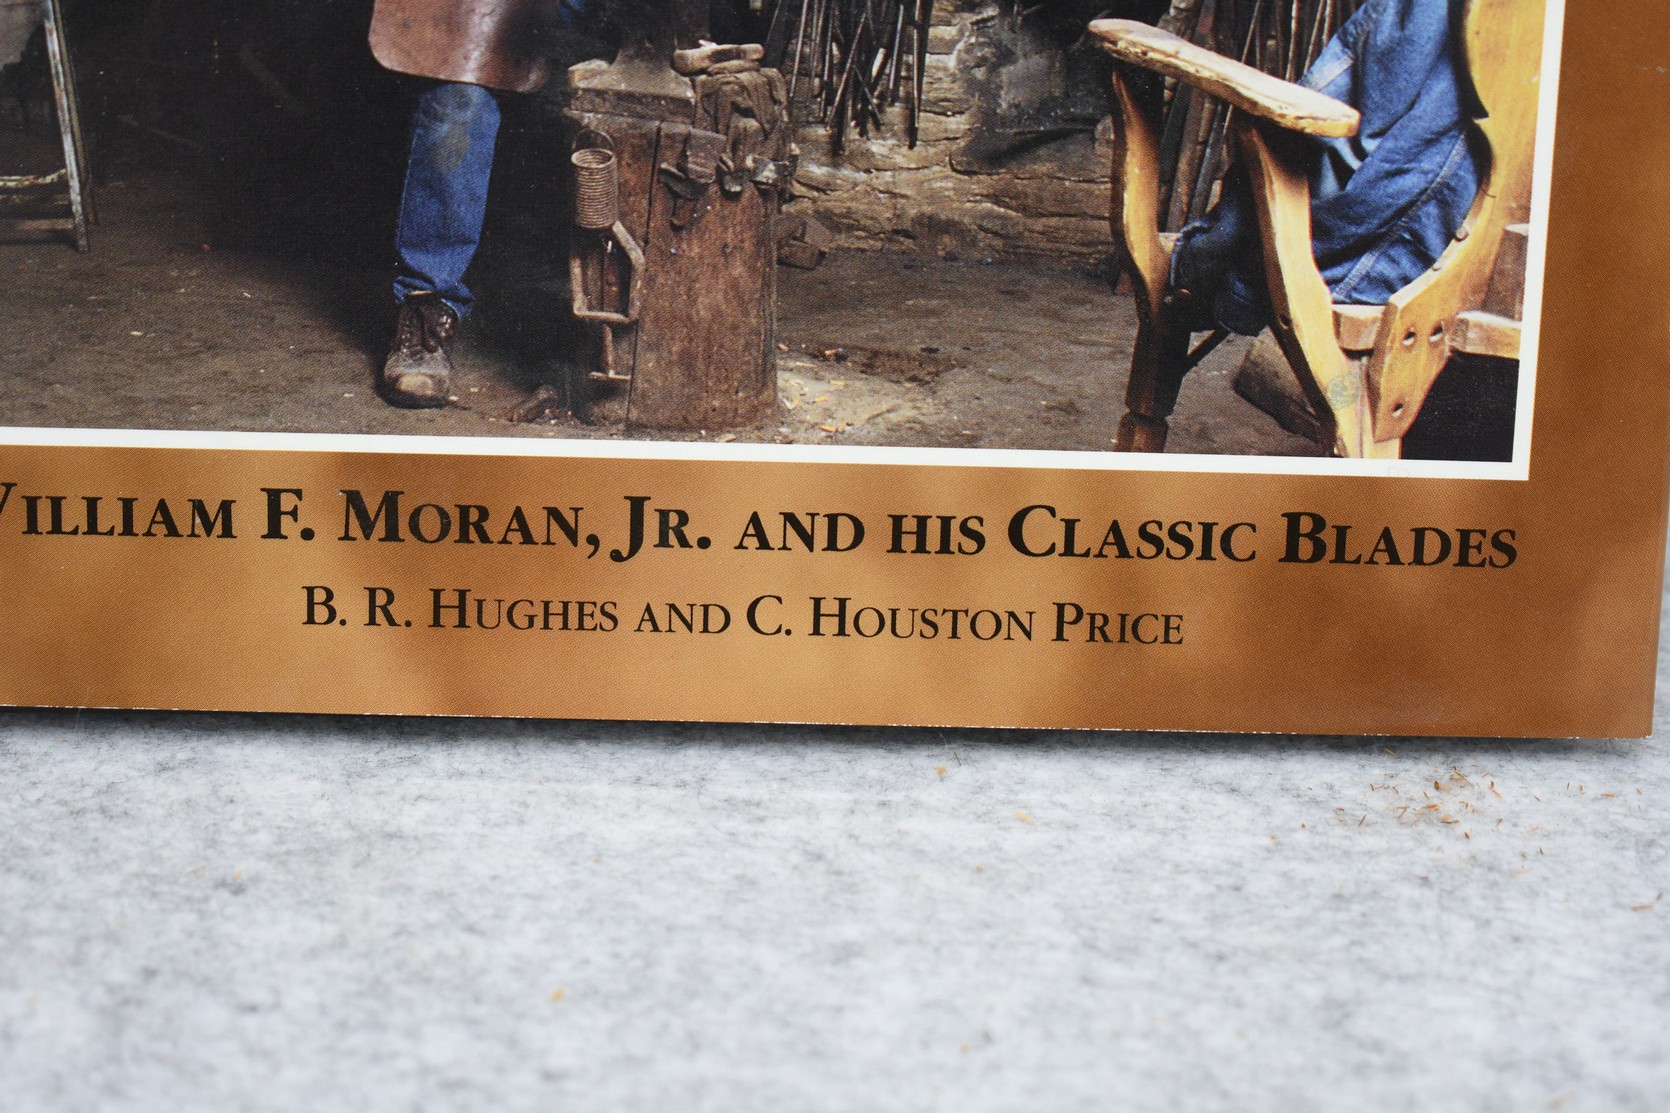 William F. Moran, Jr. and his Classic Blades
B. R. Hughes and C. Houston Price